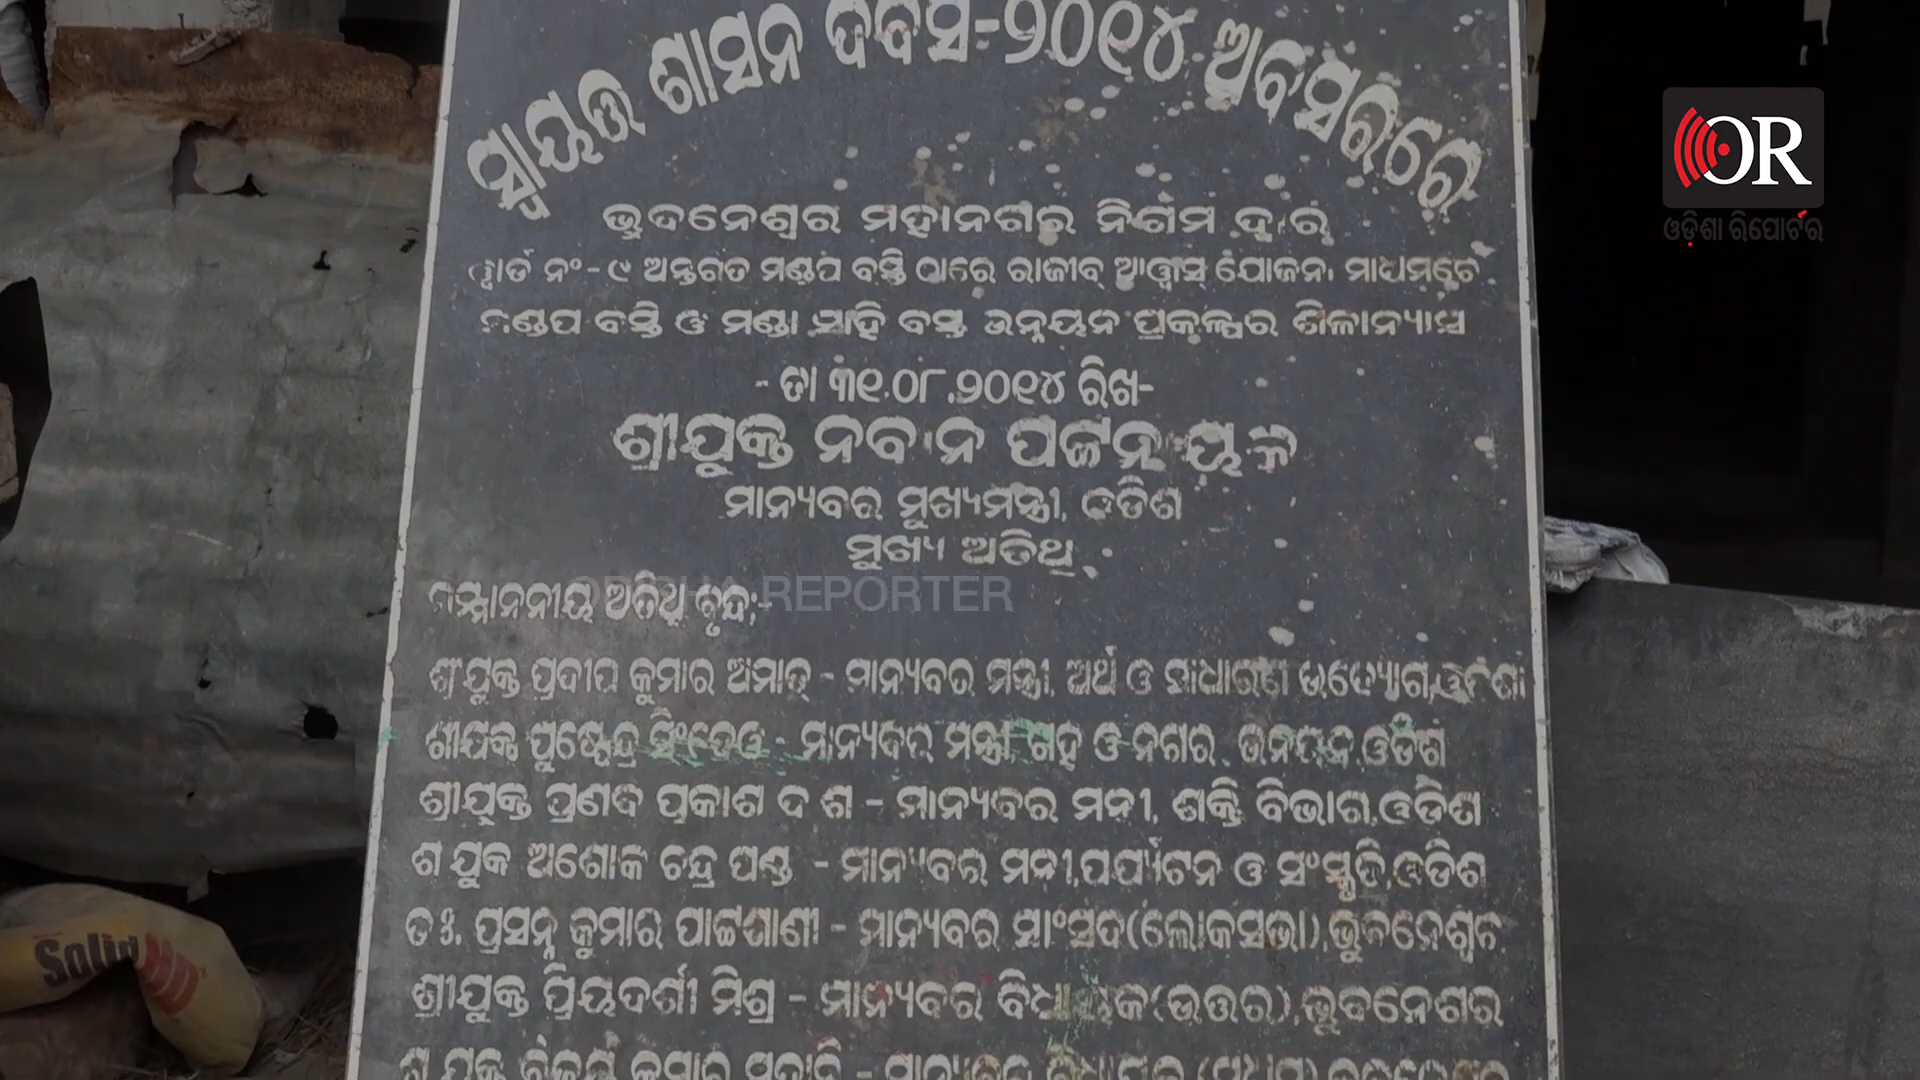 ସ୍ୱାୟତ୍ତ ଶାସନ ଦିବସ-୨୦୧୪ ଅବସରରେ
OR
ଓଡ଼ିଶା ରିପୋର୍ଟର
ଭୁବନେଶ୍ୱର ମହାନଗର ନିଗମ ଦ୍ୱାରା
ୱାର୍ଡ ନଂ-୯ ଅନ୍ତର୍ଗତ ମଣ୍ଡପ ବସ୍ତି ଠାରେ ରାଜୀବ୍ ଆୱାସ୍ ଯୋଜନା ମାଧ୍ୟମରେ
ମଣ୍ଡପ ବସ୍ତି ଓ ମଣ୍ଡା ସାହି ବସ୍ତି ଉନ୍ନୟନ ପ୍ରକଳ୍ପର ଶିଳାନ୍ୟାସ
- ତା ୩୧.୦୮.୨୦୧୪ ରିଖ-
ଶ୍ରୀଯୁକ୍ତ ନବୀନ ପଟ୍ଟନାୟକ
ମାନ୍ୟବର ମୁଖ୍ୟମନ୍ତ୍ରୀ, ଓଡିଶା
ମୁଖ୍ୟ ଅତିଥି
ସମ୍ମାନନୀୟ ଅତିଥି ବୃନ୍ଦ;-
ODISHA REPORTER
ଶ୍ରୀଯୁକ୍ତ ପ୍ରଦୀପ କୁମାର ଅମାତ୍ - ମାନ୍ୟବର ମନ୍ତ୍ରୀ, ଅର୍ଥ ଓ ସାଧାରଣ ଉଦ୍ୟୋଗ,ଓଡିଶା
ଶ୍ରୀଯୁକ୍ତ ପୁଷ୍ପେନ୍ଦ୍ର ସିଂହଦେଓ - ମାନ୍ୟବର ମନ୍ତ୍ରୀ, ଗୃହ ଓ ନଗର ଉନ୍ନୟନ,ଓଡିଶା
ଶ୍ରୀଯୁକ୍ତ ପ୍ରଣବ ପ୍ରକାଶ ଦାଶ - ମାନ୍ୟବର ମନ୍ତ୍ରୀ, ଶକ୍ତି ବିଭାଗ,ଓଡିଶା
ଶ୍ରୀଯୁକ୍ତ ଅଶୋକ ଚନ୍ଦ୍ର ପଣ୍ଡା - ମାନ୍ୟବର ମନ୍ତ୍ରୀ,ପର୍ଯ୍ୟଟନ ଓ ସଂସ୍କୃତି,ଓଡିଶା
ଡଃ. ପ୍ରସନ୍ନ କୁମାର ପାଟ୍ଟଶାଣୀ - ମାନ୍ୟବର ସାଂସଦ(ଲୋକସଭା),ଭୁବନେଶ୍ୱର
ଶ୍ରୀଯୁକ୍ତ ପ୍ରିୟଦର୍ଶୀ ମିଶ୍ର - ମାନ୍ୟବର ବିଧାୟକ(ଉତ୍ତର),ଭୁବନେଶ୍ୱର